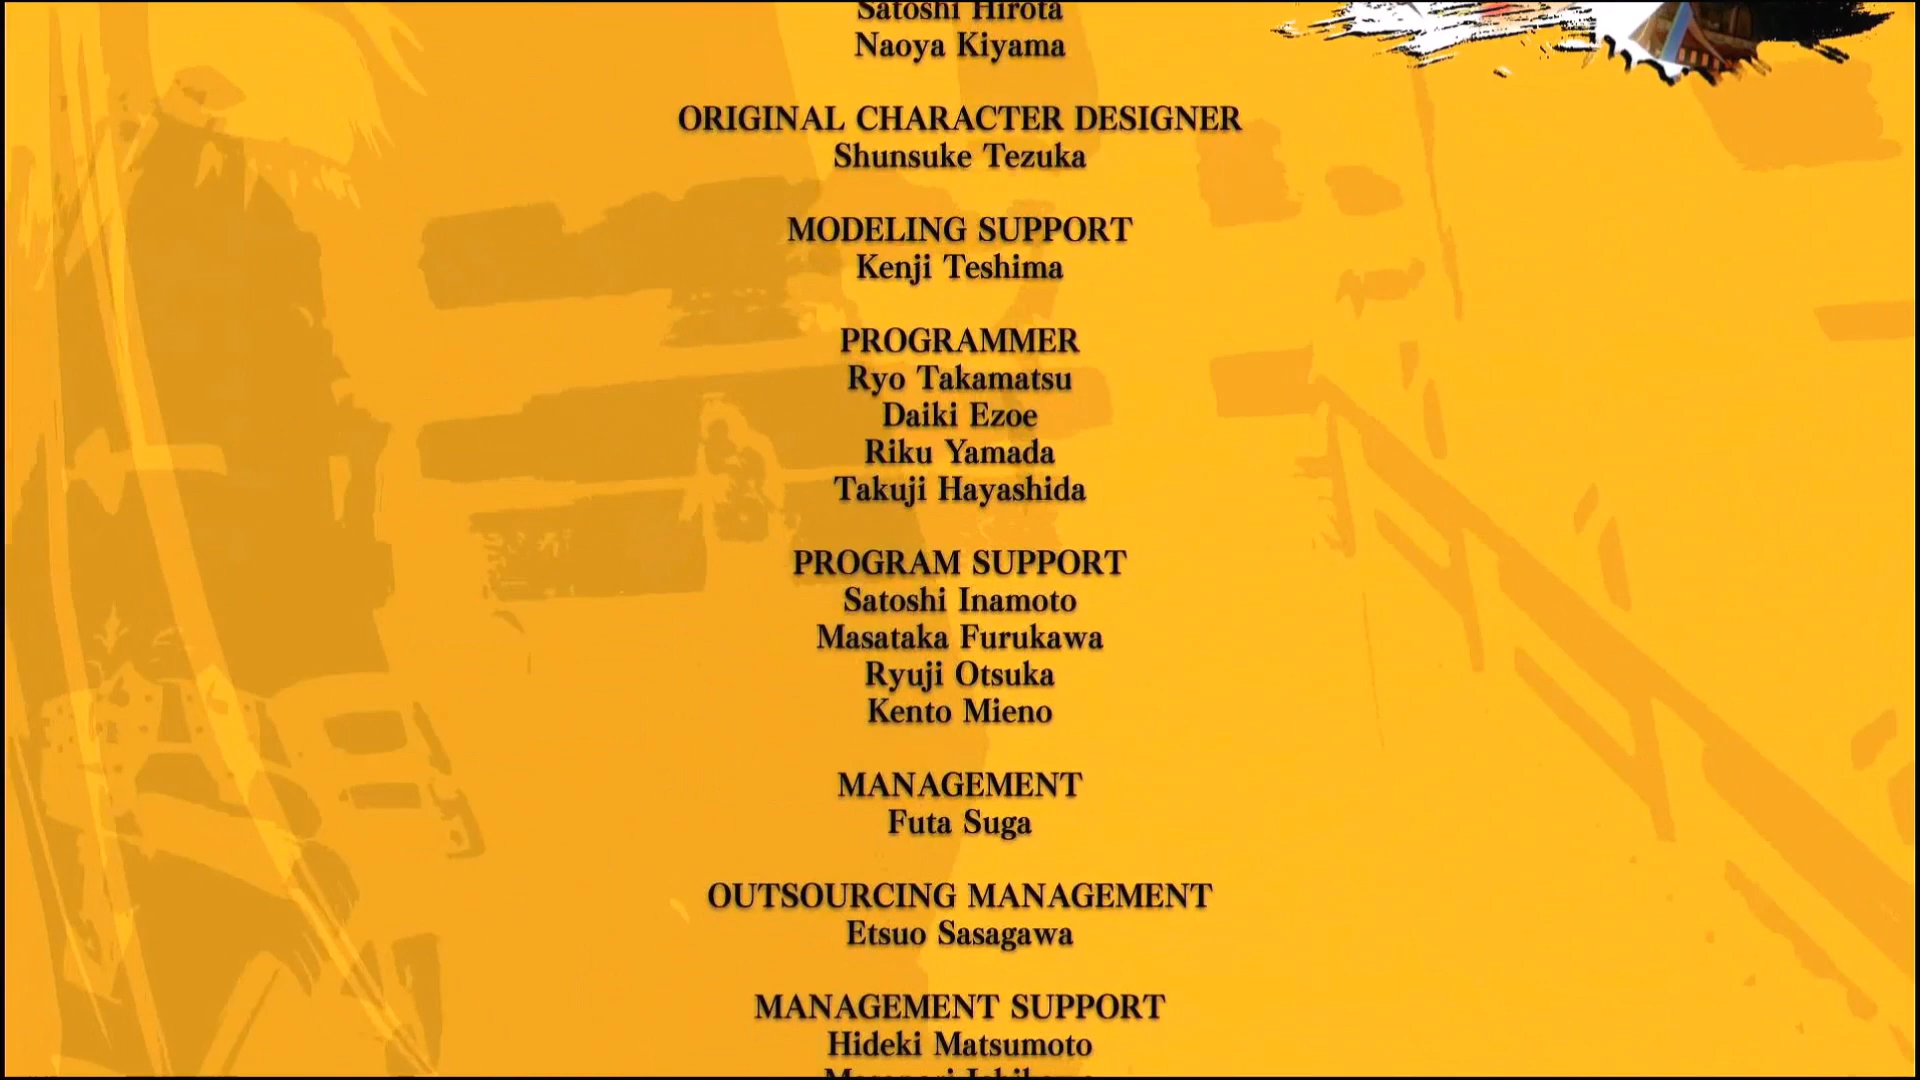 Satoshi Hirota
Naoya Kiyama
ORIGINAL CHARACTER DESIGNER
Shunsuke Tezuka
MODELING SUPPORT
Kenji Teshima
PROGRAMMER
Ryo Takamatsu
Daiki Ezoe
Riku Yamada
Takuji Hayashida
PROGRAM SUPPORT
Satoshi Inamoto
Masataka Furukawa
Ryuji Otsuka
Kento Mieno
MANAGEMENT
Futa Suga
OUTSOURCING MANAGEMENT
Etsuo Sasagawa
MANAGEMENT SUPPORT
Hideki Matsumoto